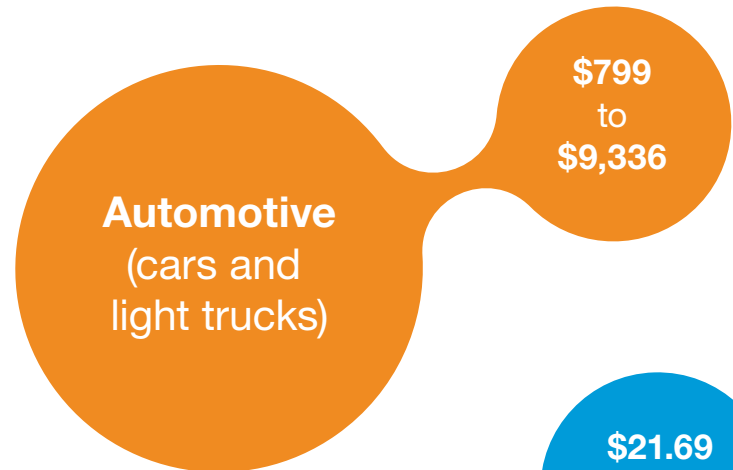 $799
to
$9,336
Automotive
(cars and
light trucks)
$21.69